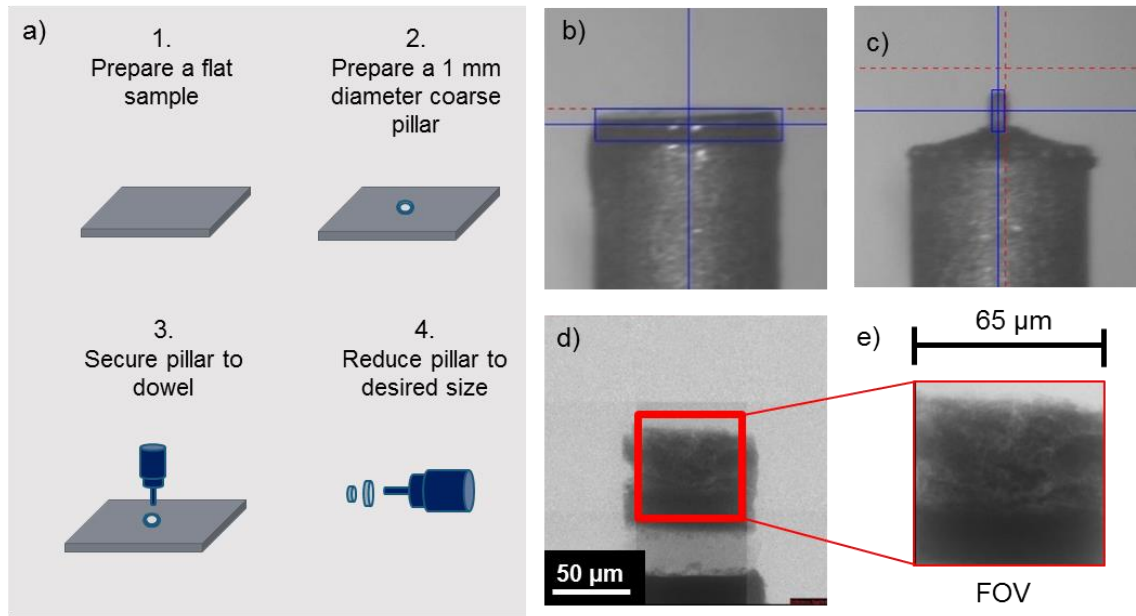 a)
1.
Prepare a flat
sample
2.
Prepare a 1 mm
diameter coarse
pillar
3.
Secure pillar to
dowel
4.
Reduce pillar to
desired size
b)
c)
d)
50 µm
e)
65 µm
FOV